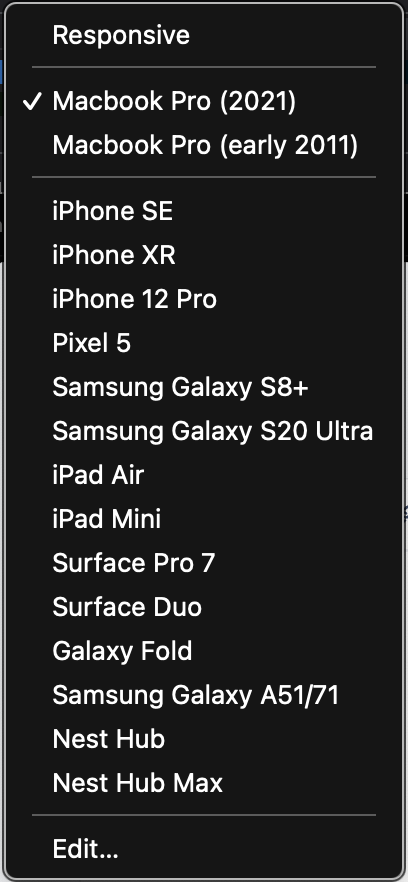 Responsive
Macbook Pro (2021)
Macbook Pro (early 2011)
iPhone SE
iPhone XR
iPhone 12 Pro
Pixel 5
Samsung Galaxy S8+
Samsung Galaxy S20 Ultra
iPad Air
iPad Mini
Surface Pro 7
Surface Duo
Galaxy Fold
Samsung Galaxy A51/71
Nest Hub
Nest Hub Max
Edit...